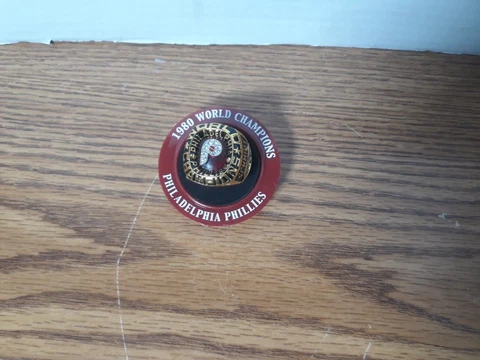 1980 WORLD CHAMPIONS
P
PHILADELPHIA PHILLIES